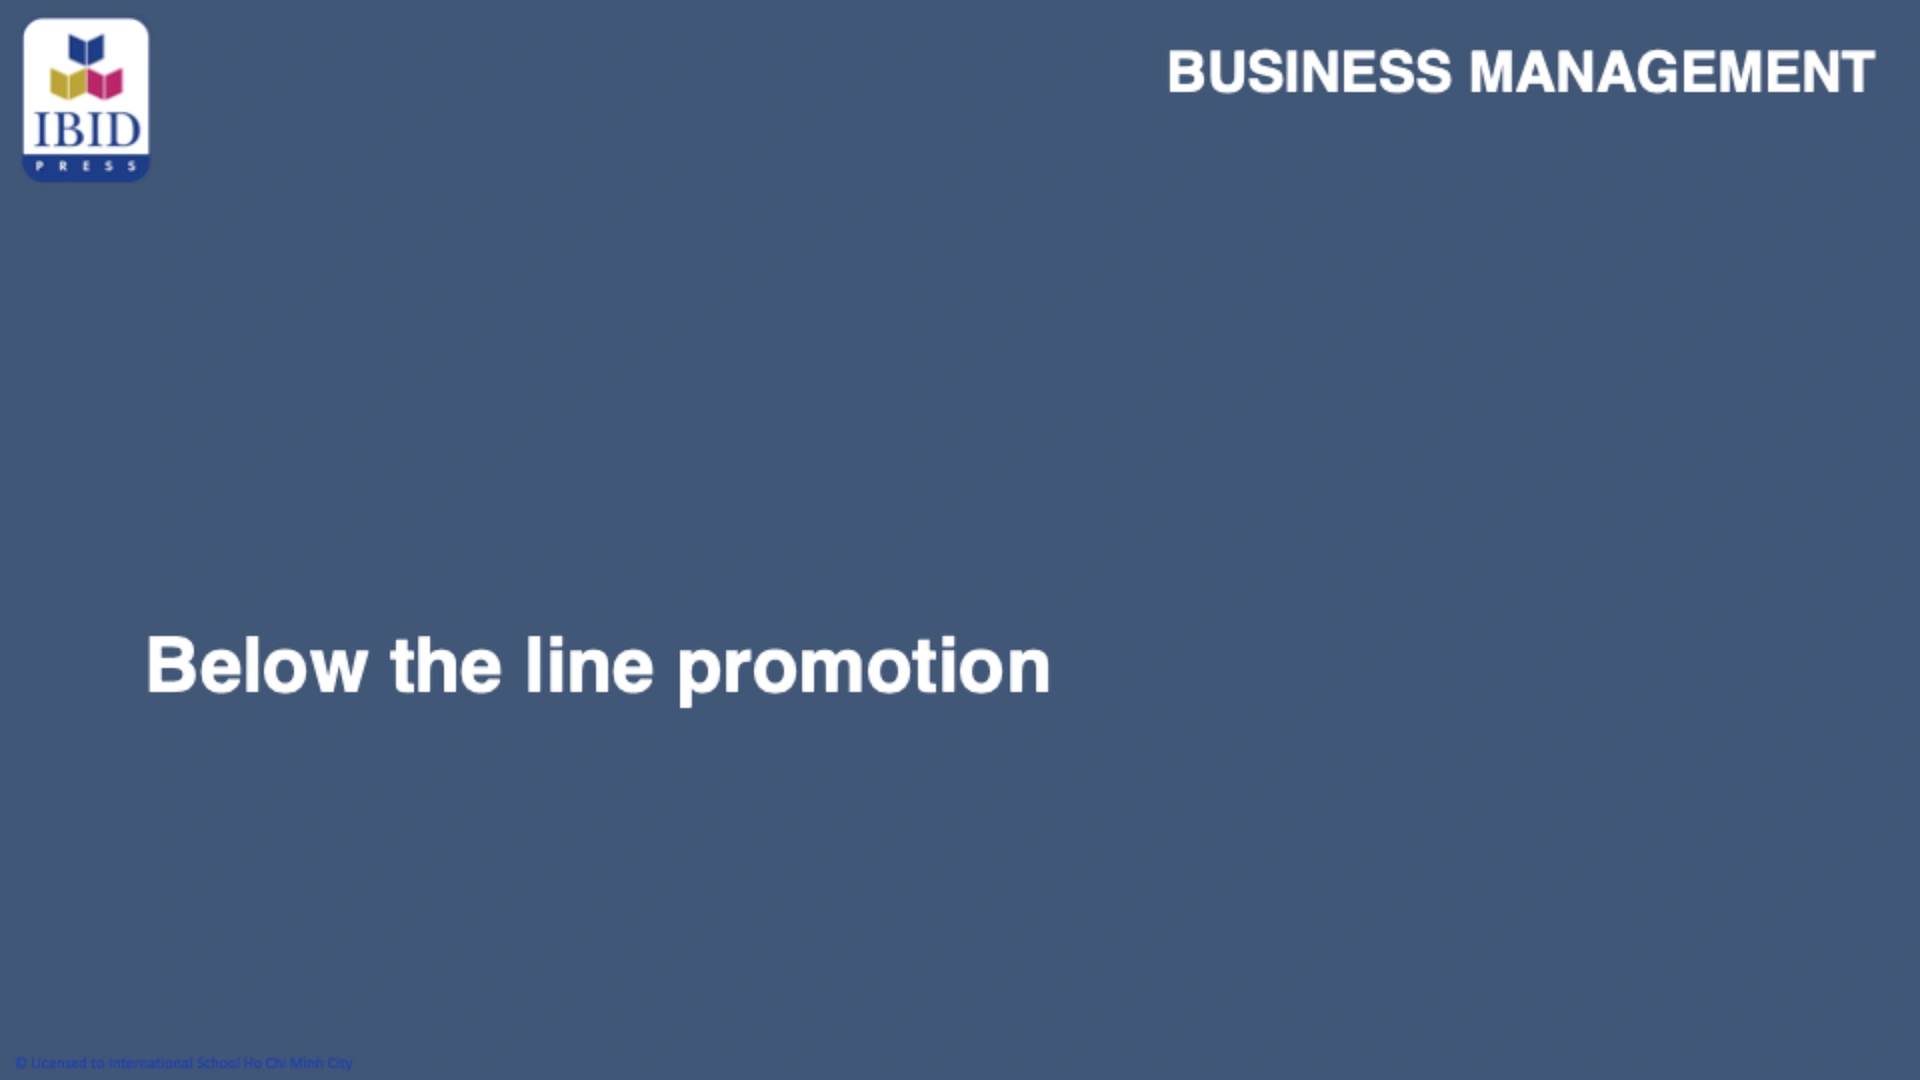 IBID
PRESS
BUSINESS MANAGEMENT
Below the line promotion
© Licensed to International School Ho Chi Minh City